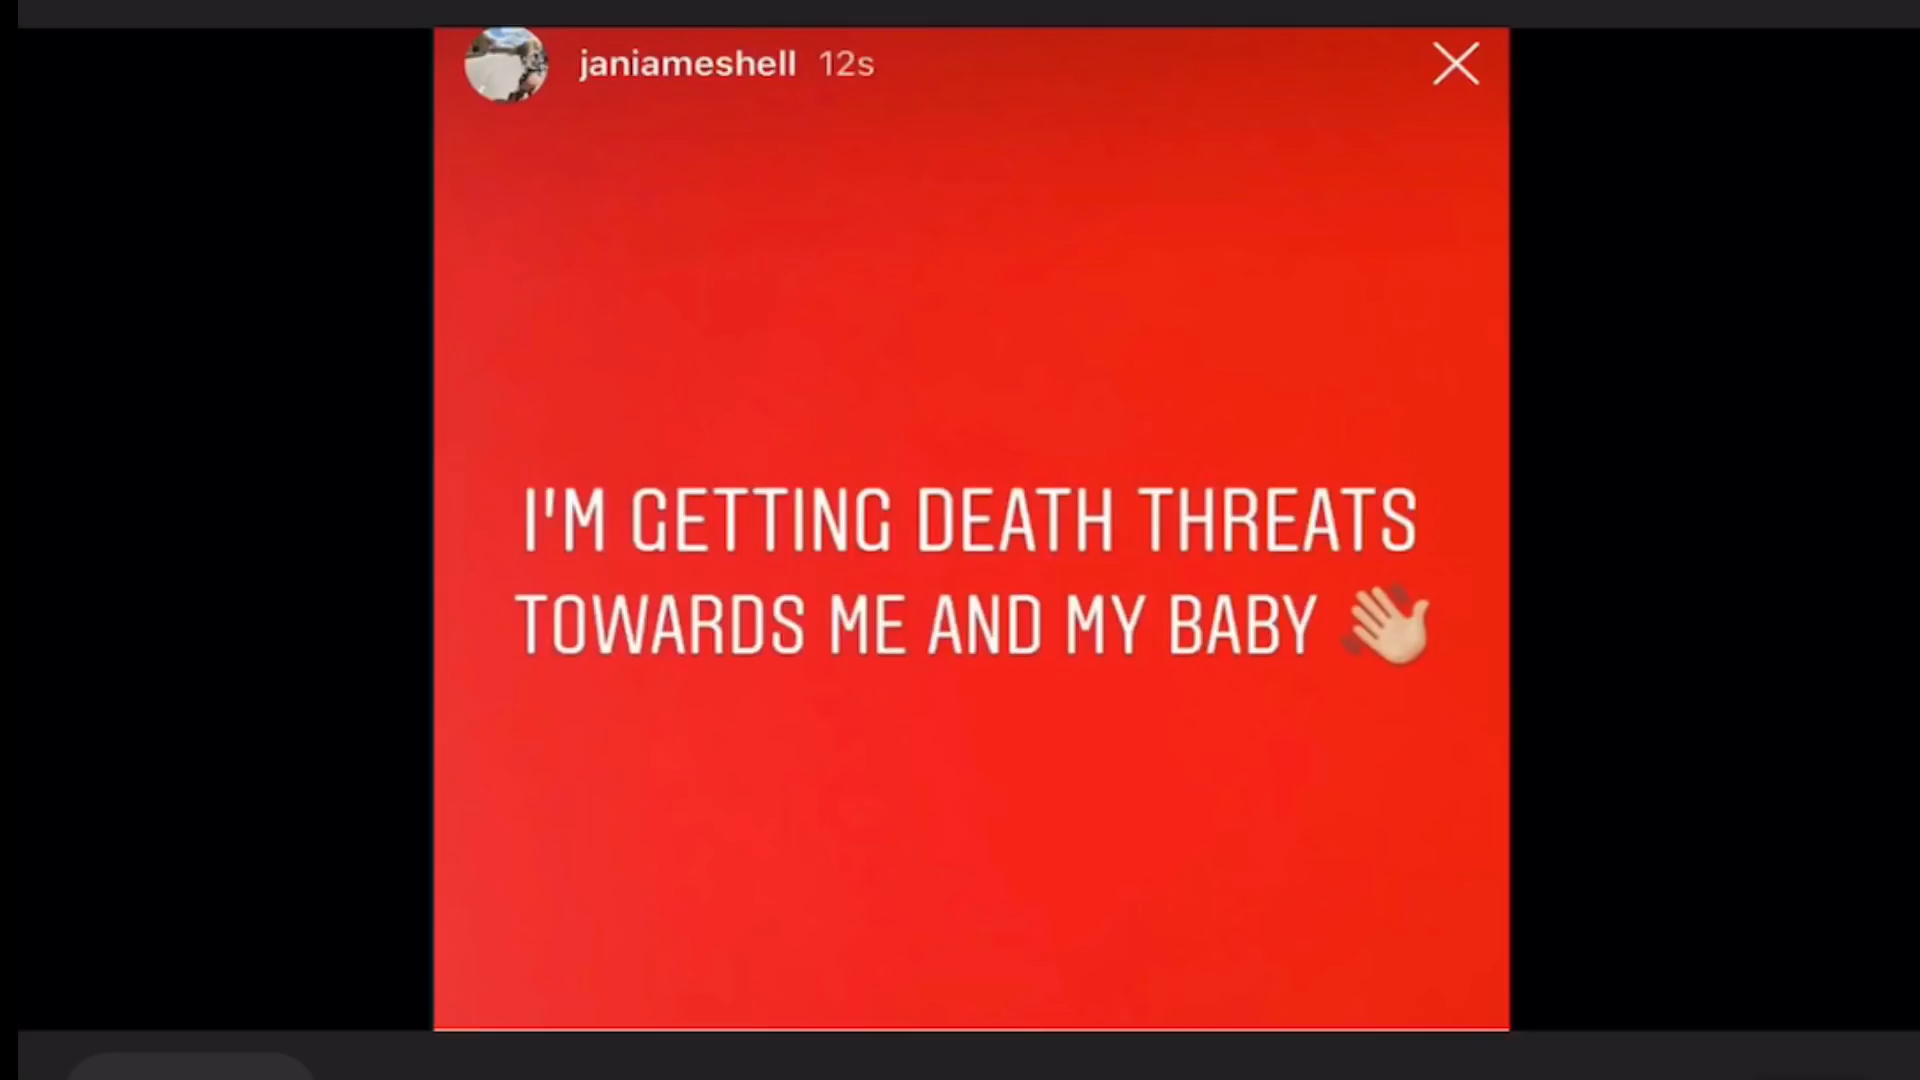 janiameshell 12s
I'M GETTING DEATH THREATS
TOWARDS ME AND MY BABY 👋🏼